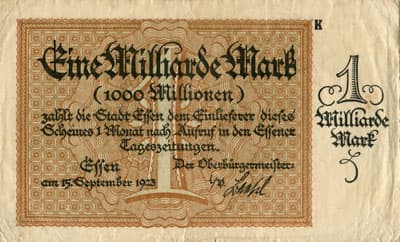 K
Eine Milliarde Mark
(1000 Millionen)
zahlt die Stadt Essen dem Einlieferer dieses
Scheines 1 Monat nach Aufruf in den Essener
Tageszeitungen.
Essen
am 15. September 1923
Der Oberbürgermeister:
1
Milliarde
Mark